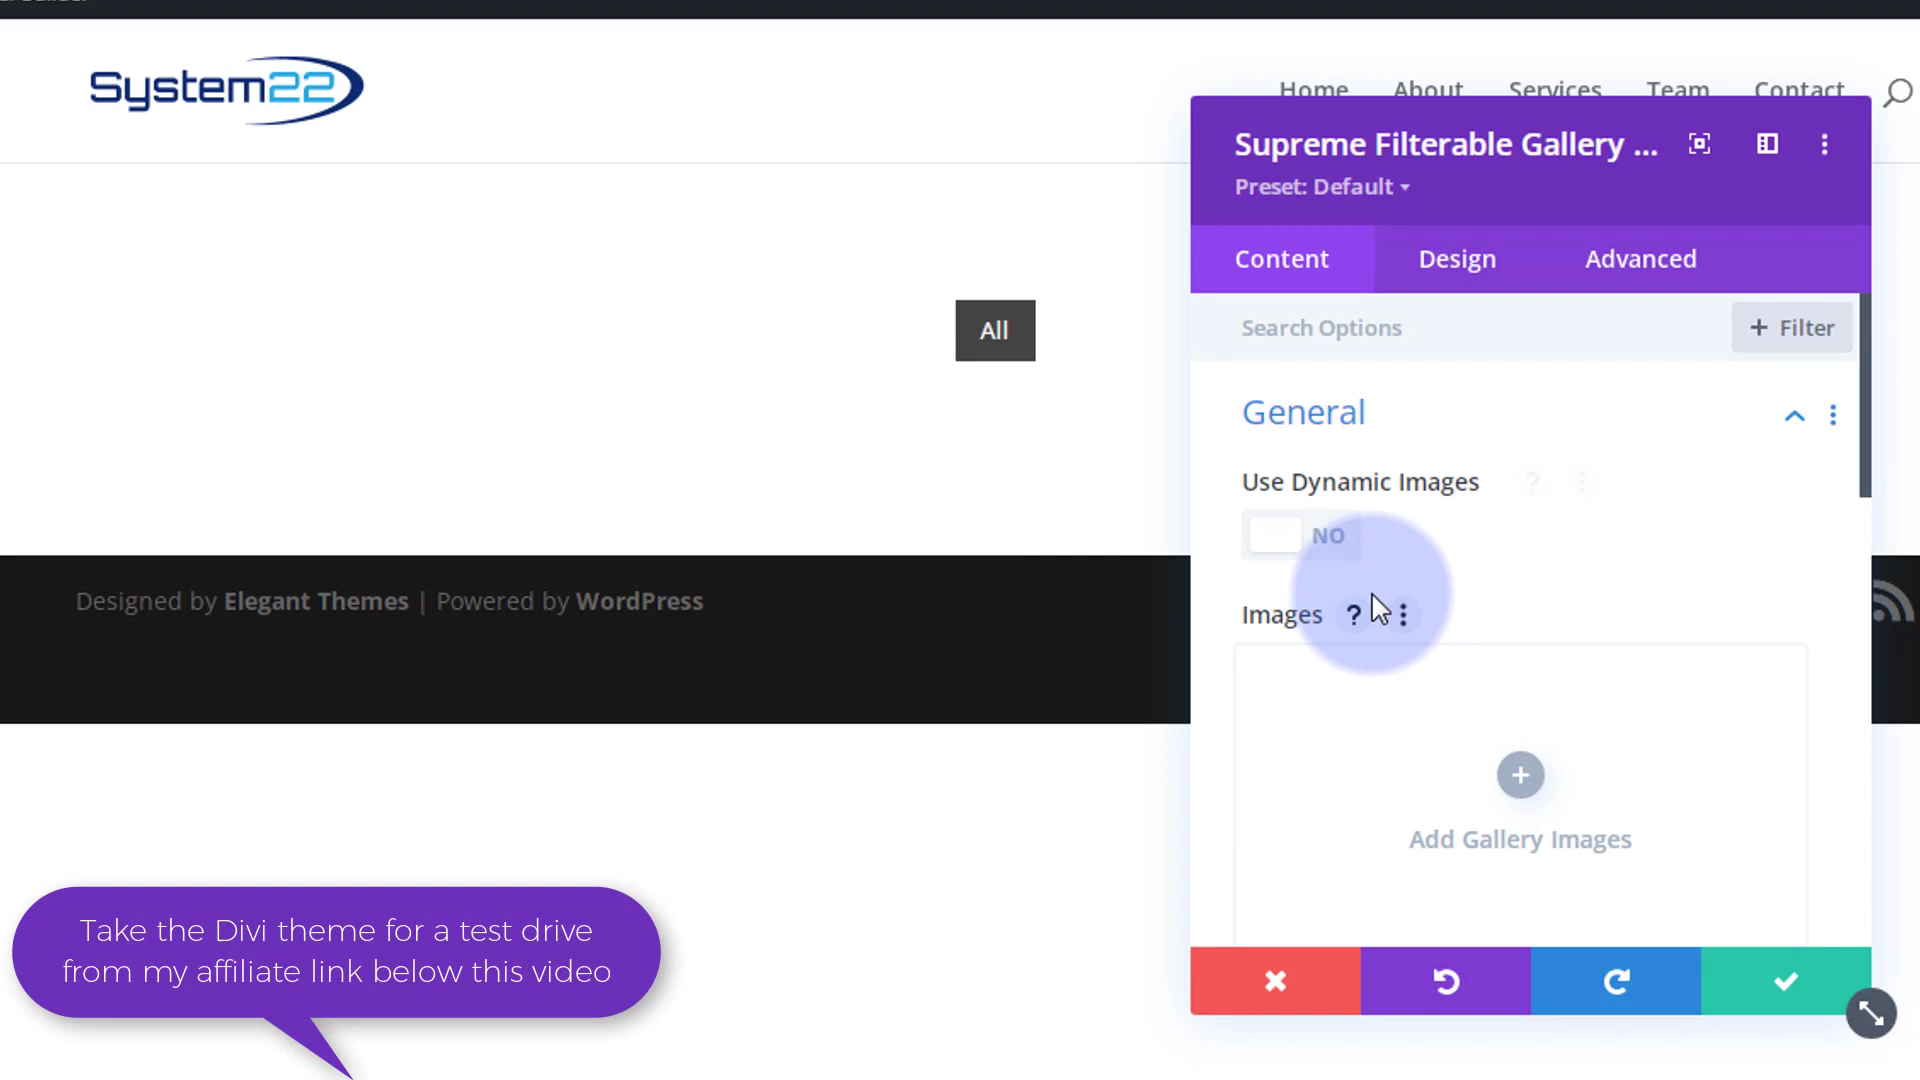 System22
Home About Services Team Contact
Supreme Filterable Gallery ...
Preset: Default
Content Design Advanced
Search Options
+ Filter
All
General
Use Dynamic Images ?
NO
Images ?
Add Gallery Images
Designed by Elegant Themes | Powered by WordPress
Take the Divi theme for a test drive
from my affiliate link below this video